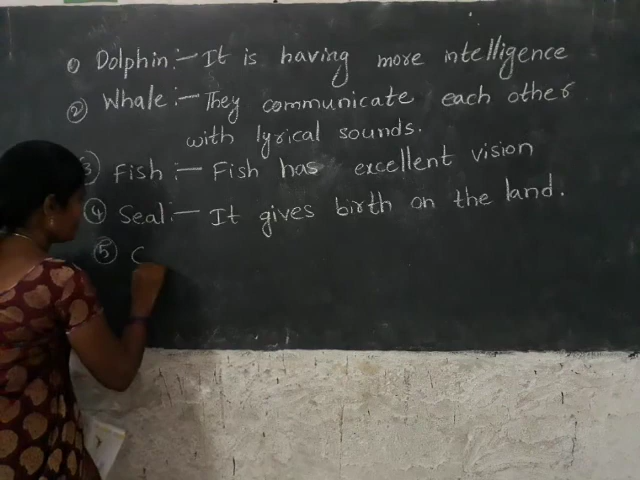 ① Dolphin:- It is having more intelligence
② Whale:- They communicate each other
with lyrical sounds.
③ Fish:- Fish has excellent vision
④ Seal:- It gives birth on the land.
⑤ C